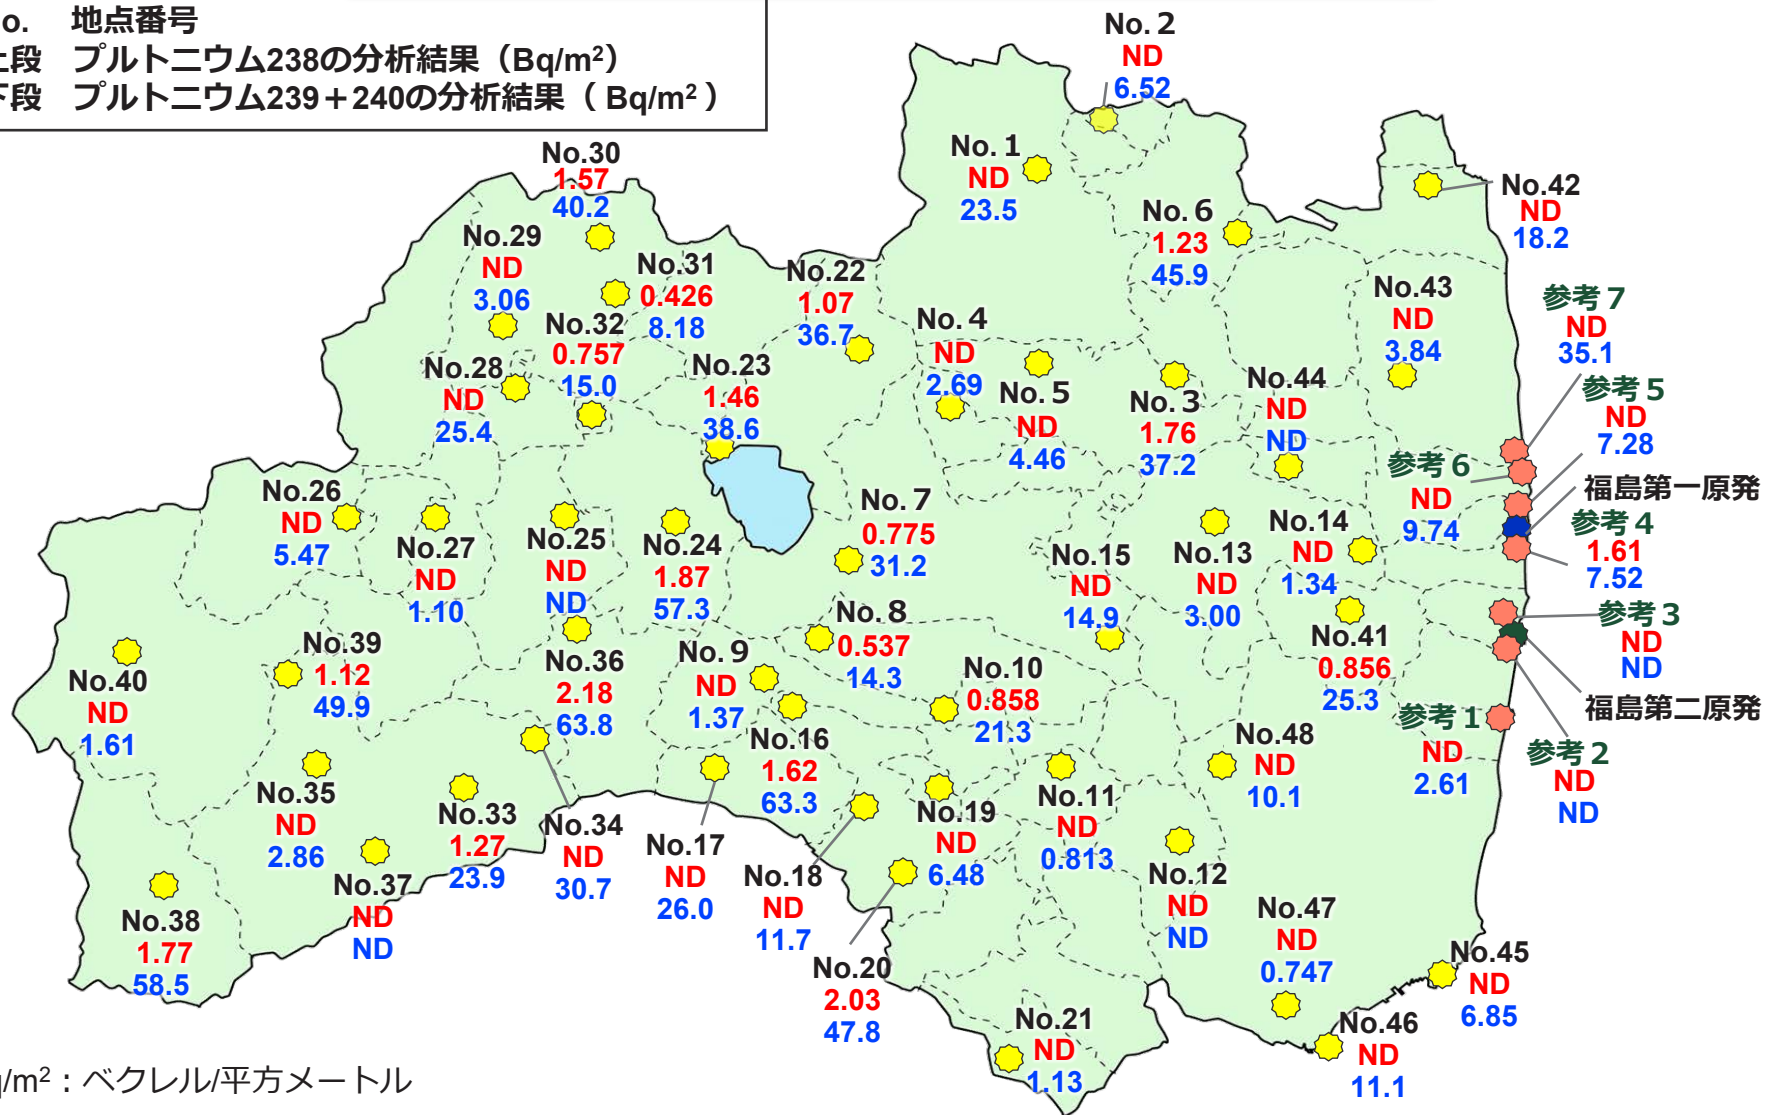 o. 地点番号
段 プルトニウム238の分析結果（Bq/m²）
段 プルトニウム239＋240の分析結果（ Bq/m² ）
No. 2
ND
6.52
No. 1
ND
23.5
No.30
1.57
40.2
No.42
ND
18.2
No. 6
1.23
45.9
No.29
ND
3.06
No.31
0.426
8.18
No.22
1.07
36.7
No.43
ND
3.84
参考７
ND
35.1
No.32
0.757
15.0
No. 4
ND
2.69
No.28
ND
25.4
No.23
1.46
38.6
No. 5
ND
4.46
No. 3
1.76
37.2
No.44
ND
ND
参考５
ND
7.28
参考６
ND
9.74
福島第一原発
参考４
1.61
7.52
No.26
ND
5.47
No.27
ND
1.10
No.25
ND
ND
No.24
1.87
57.3
No. 7
0.775
31.2
No.15
ND
14.9
No.13
ND
3.00
No.14
ND
1.34
参考３
ND
ND
No.40
ND
1.61
No.39
1.12
49.9
No.36
2.18
63.8
No. 9
ND
1.37
No. 8
0.537
14.3
No.10
0.858
21.3
No.41
0.856
25.3
福島第二原発
参考１
ND
2.61
参考２
ND
ND
No.16
1.62
63.3
No.48
ND
10.1
No.35
ND
2.86
No.33
1.27
23.9
No.34
ND
30.7
No.17
ND
26.0
No.19
ND
6.48
No.11
ND
0.813
No.37
ND
ND
No.18
ND
11.7
No.12
ND
ND
No.38
1.77
58.5
No.20
2.03
47.8
No.47
ND
0.747
No.45
ND
6.85
No.21
ND
1.13
No.46
ND
11.1
/m²：ベクレル/平方メートル